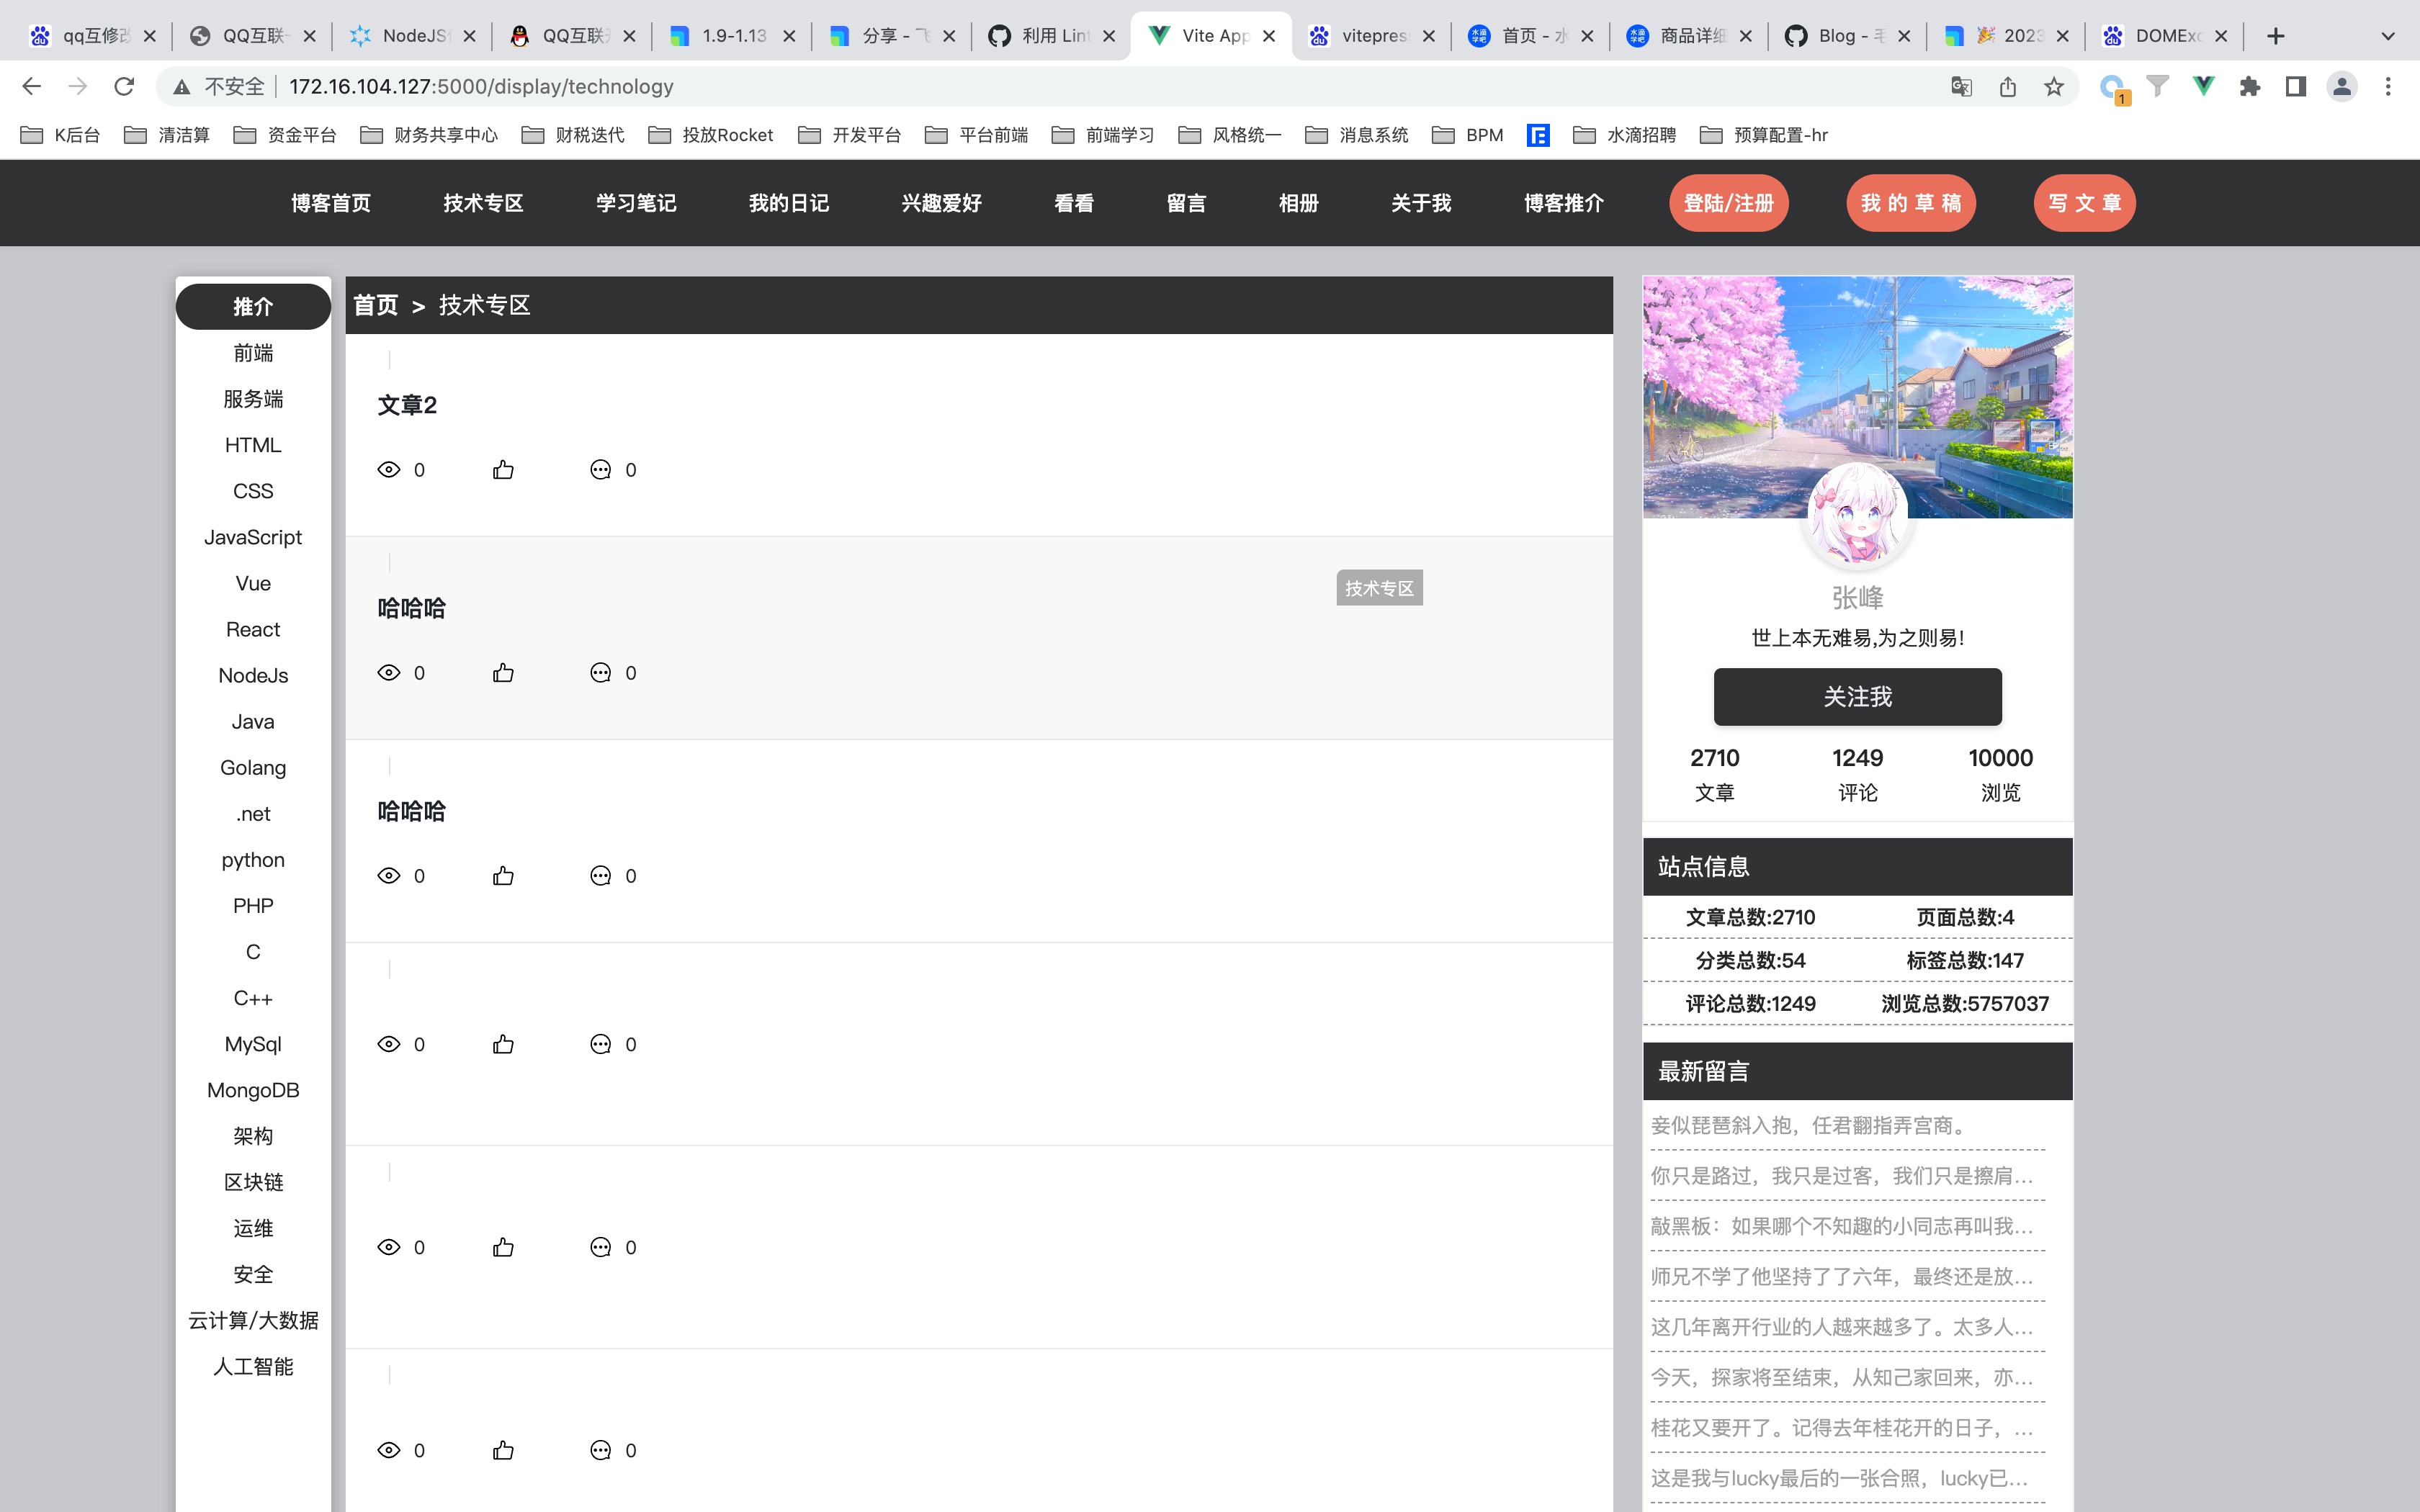 qq互修改
QQ互联-
NodeJS
QQ互联
1.9-1.13
分享 - 飞
利用 Lint
Vite App
vitepres
首页 - 水
商品详细
Blog - 毛
2023
DOMExc
不安全 172.16.104.127:5000/display/technology
1
K后台 清洁算 资金平台 财务共享中心 财税迭代 投放Rocket 开发平台 平台前端 前端学习 风格统一 消息系统 BPM 水滴招聘 预算配置-hr
博客首页 技术专区 学习笔记 我的日记 兴趣爱好 看看 留言 相册 关于我 博客推介 登陆/注册 我的草稿 写文章
推介
前端
服务端
HTML
CSS
JavaScript
Vue
React
NodeJs
Java
Golang
.net
python
PHP
C
C++
MySql
MongoDB
架构
区块链
运维
安全
云计算/大数据
人工智能
首页 > 技术专区
文章2
0 0
哈哈哈
技术专区
0 0
哈哈哈
0 0
0 0
0 0
0 0
张峰
世上本无难易,为之则易!
关注我
2710 1249 10000
文章 评论 浏览
站点信息
文章总数:2710 页面总数:4
分类总数:54 标签总数:147
评论总数:1249 浏览总数:5757037
最新留言
妾似琵琶斜入抱，任君翻指弄宫商。
你只是路过，我只是过客，我们只是擦肩...
敲黑板：如果哪个不知趣的小同志再叫我...
师兄不学了他坚持了了六年，最终还是放...
这几年离开行业的人越来越多了。太多人...
今天，探家将至结束，从知己家回来，亦...
桂花又要开了。记得去年桂花开的日子，...
这是我与lucky最后的一张合照，lucky已...